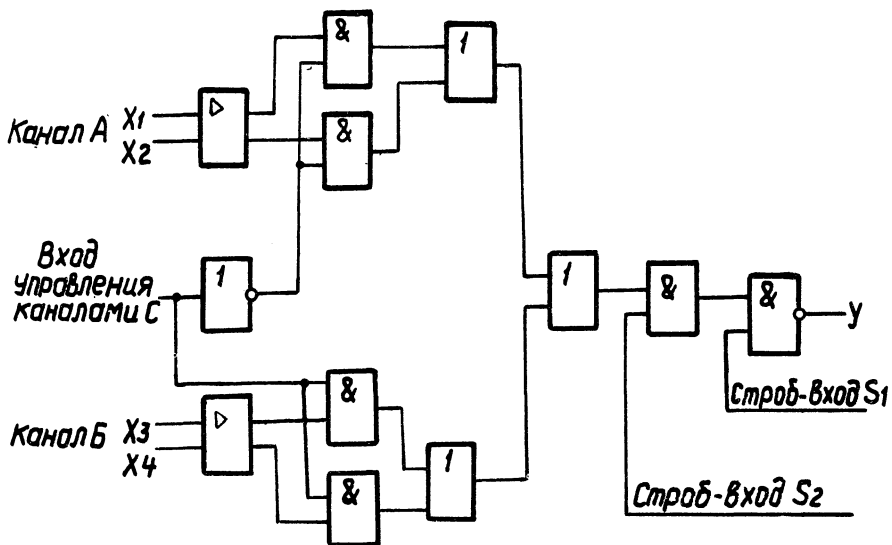 &
1
Канал А
X1
X2
▷
&
Вход
управления
каналами С
1
1
&
&
y
Строб-вход S1
&
Канал Б
X3
X4
▷
1
&
Строб-вход S2